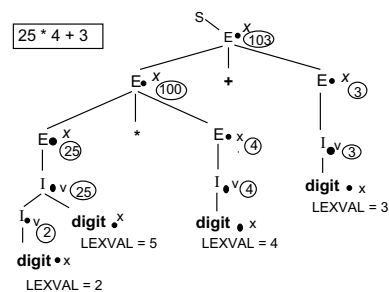 25 * 4 + 3
S
E • x 103
E • x 100
+
E • x 3
E • x 25
*
E • x 4
I • v 3
I • v 25
I • v 4
digit • x
LEXVAL = 3
I • v 2
digit • x
LEXVAL = 5
digit • x
LEXVAL = 4
digit • x
LEXVAL = 2